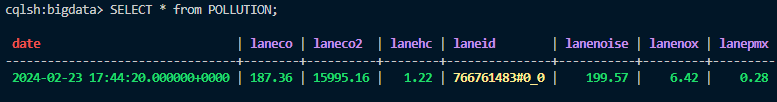 cqlsh:bigdata> SELECT * from POLLUTION;
date | laneco | laneco2 | lanehc | laneid | lanenoise | lanenox | lanepmx
---------------------------------+--------+----------+--------+---------------+-----------+---------+---------
2024-02-23 17:44:20.000000+0000 | 187.36 | 15995.16 | 1.22 | 766761483#0_0 | 199.57 | 6.42 | 0.28